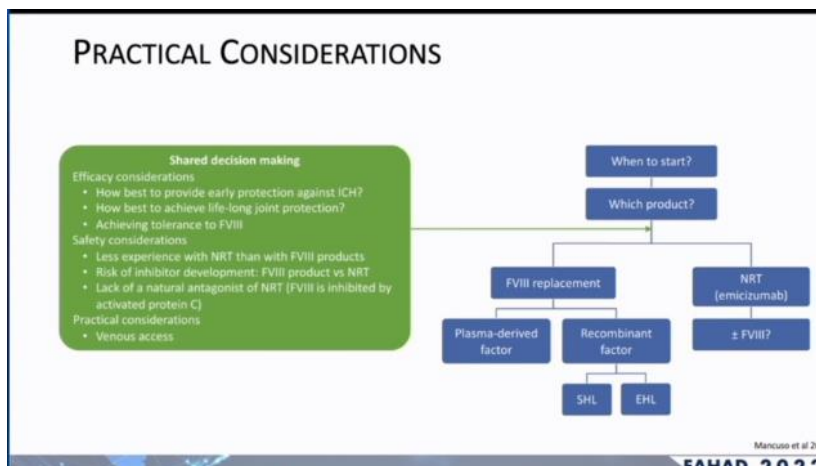 PRACTICAL CONSIDERATIONS
Shared decision making
Efficacy considerations
• How best to provide early protection against ICH?
• How best to achieve life-long joint protection?
• Achieving tolerance to FVIII
Safety considerations
• Less experience with NRT than with FVIII products
• Risk of inhibitor development: FVIII product vs NRT
• Lack of a natural antagonist of NRT (FVIII is inhibited by
activated protein C)
Practical considerations
• Venous access
When to start?
Which product?
FVIII replacement
NRT
(emicizumab)
Plasma-derived
factor
Recombinant
factor
± FVIII?
SHL
EHL
Mancuso et al